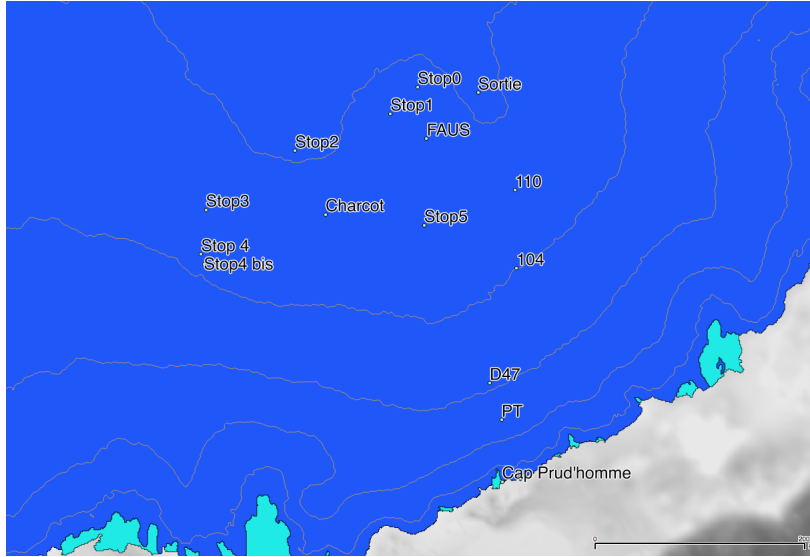 Stop0
Sortie
Stop1
FAUS
Stop2
110
Stop3
Charcot
Stop5
Stop 4
Stop4 bis
104
D47
PT
Cap Prud'homme
0